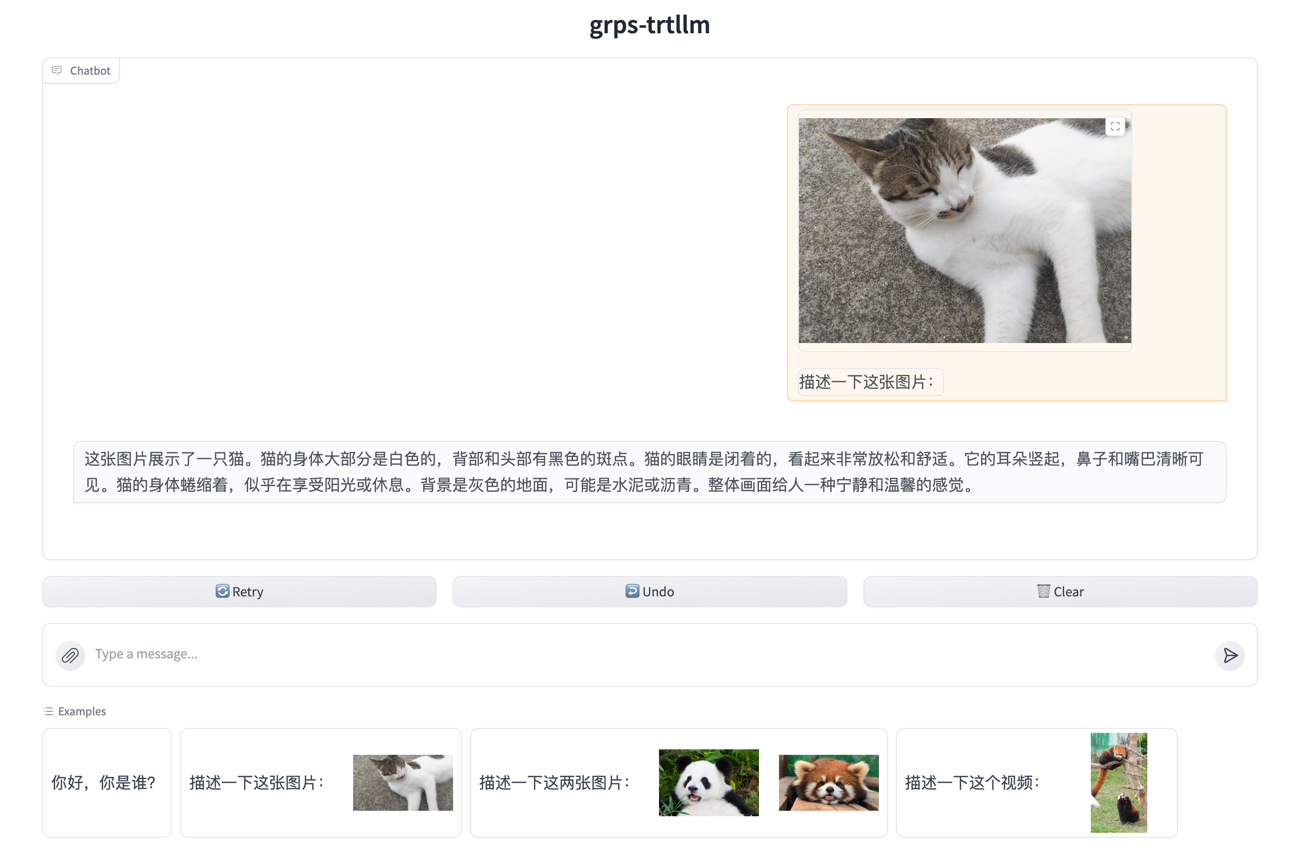 grps-trtllm
Chatbot
描述一下这张图片：
这张图片展示了一只猫。猫的身体大部分是白色的，背部和头部有黑色的斑点。猫的眼睛是闭着的，看起来非常放松和舒适。它的耳朵竖起，鼻子和嘴巴清晰可
见。猫的身体蜷缩着，似乎在享受阳光或休息。背景是灰色的地面，可能是水泥或沥青。整体画面给人一种宁静和温馨的感觉。
Retry
Undo
Clear
Type a message...
Examples
你好，你是谁？
描述一下这张图片：
描述一下这两张图片：
描述一下这个视频：